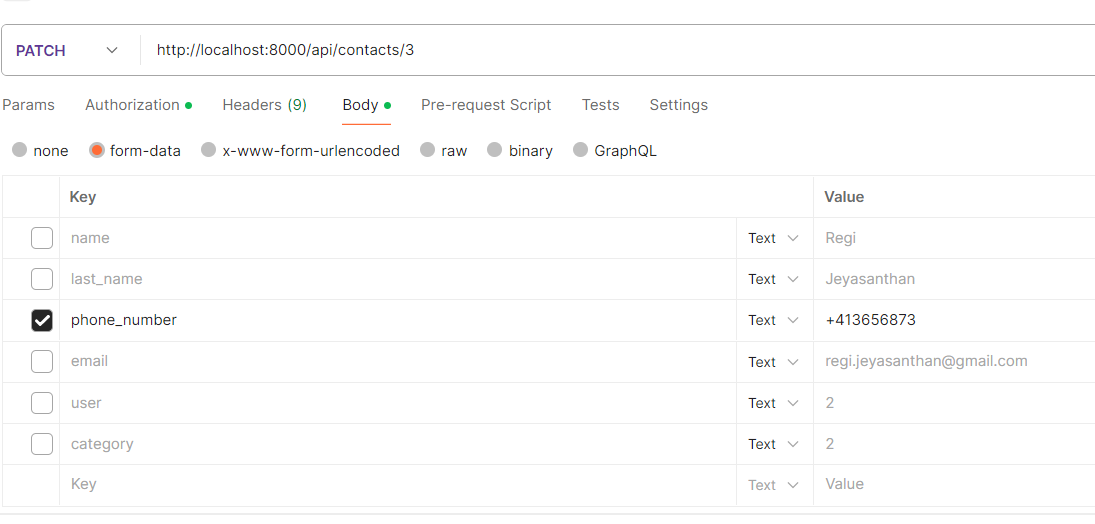 PATCH http://localhost:8000/api/contacts/3
Params Authorization Headers (9) Body Pre-request Script Tests Settings
none form-data x-www-form-urlencoded raw binary GraphQL
Key Value
name Text Regi
last_name Text Jeyasanthan
phone_number Text +413656873
email Text regi.jeyasanthan@gmail.com
user Text 2
category Text 2
Key Text Value